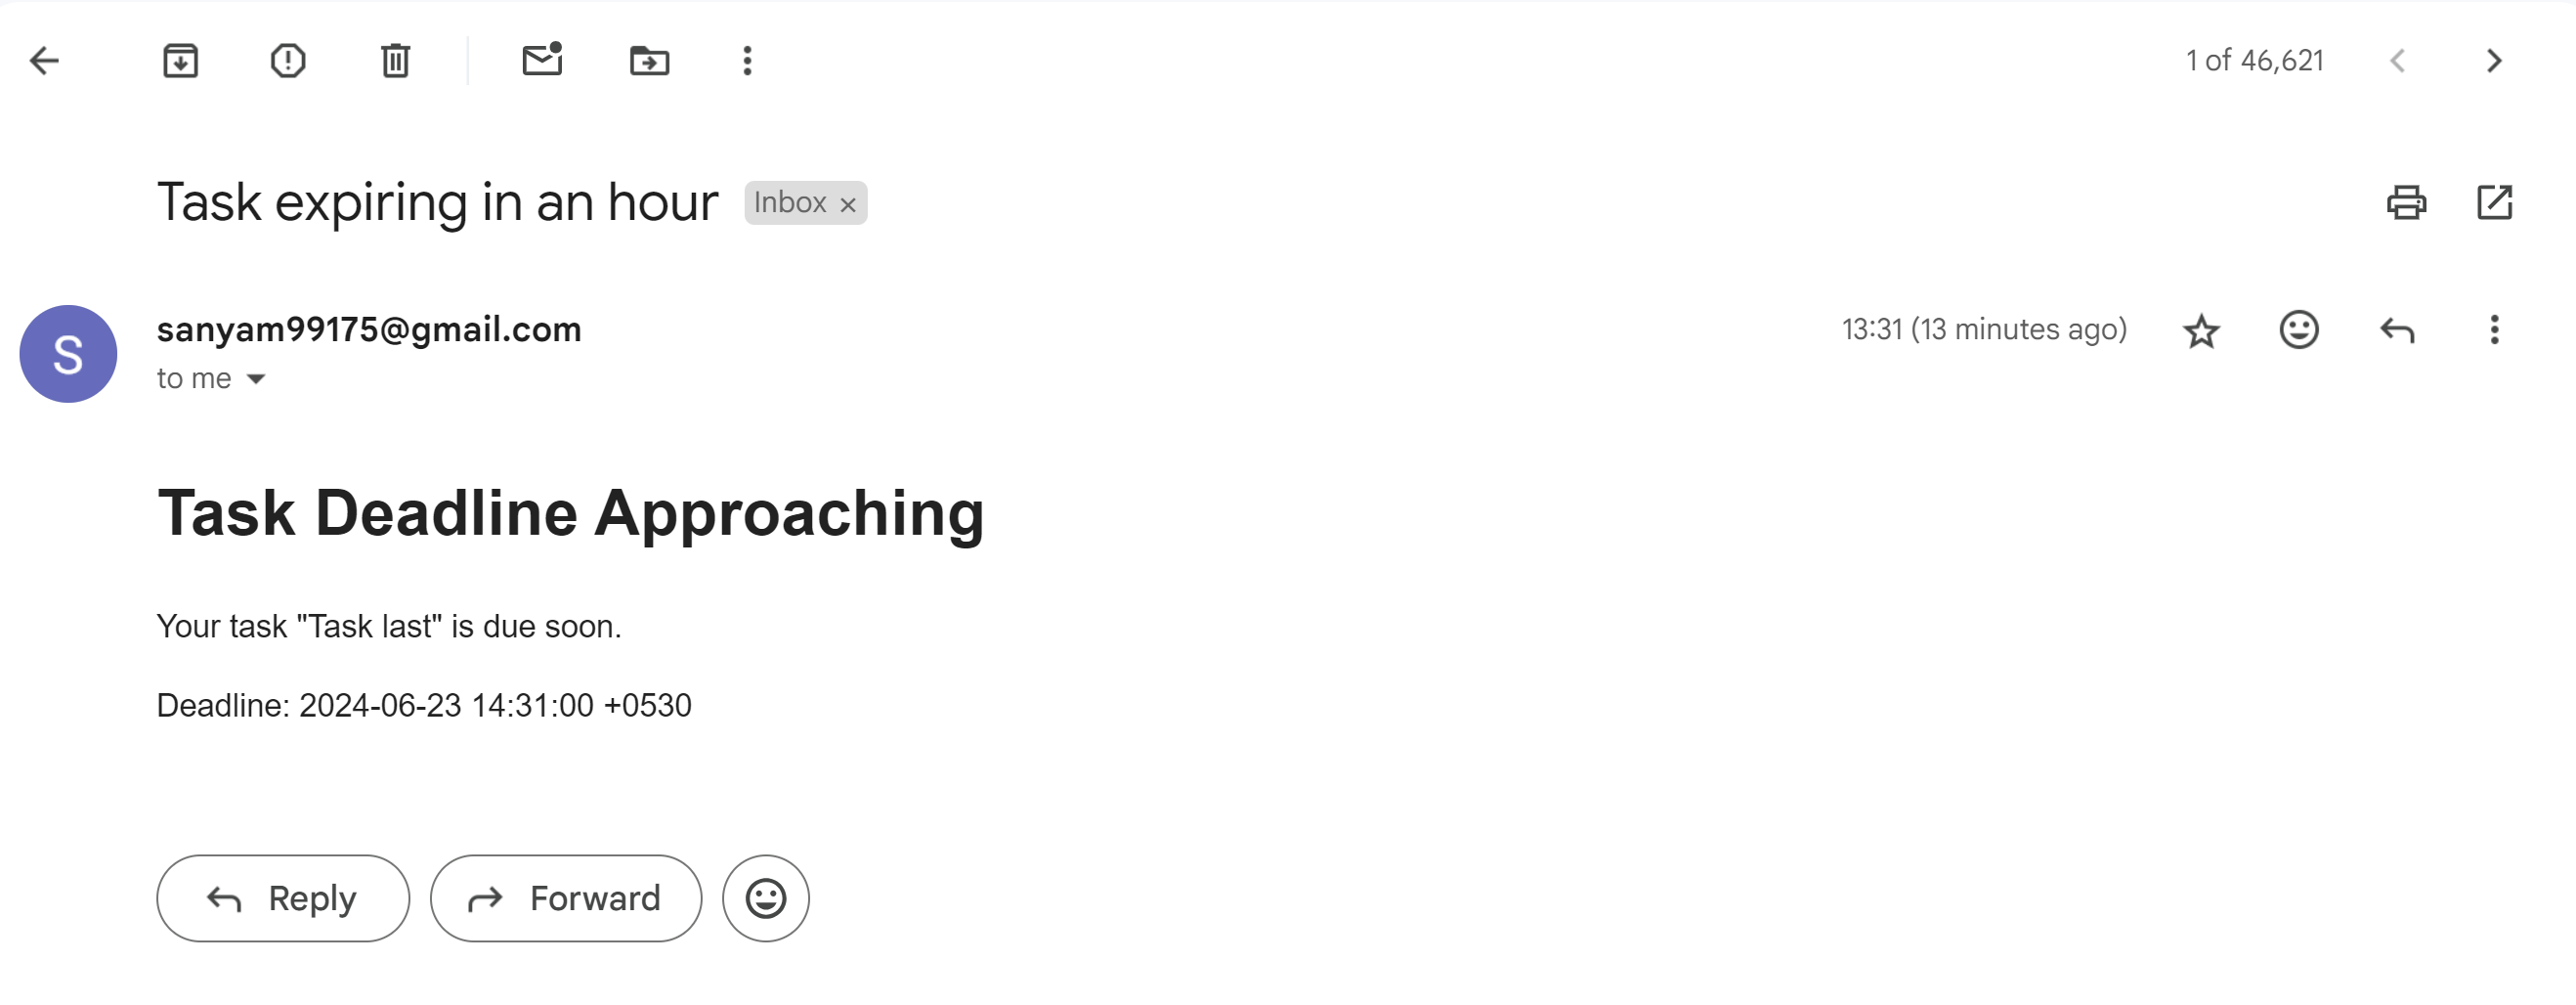 1 of 46,621
Task expiring in an hour Inbox ×
S
sanyam99175@gmail.com 13:31 (13 minutes ago)
to me
Task Deadline Approaching
Your task "Task last" is due soon.
Deadline: 2024-06-23 14:31:00 +0530
Reply Forward